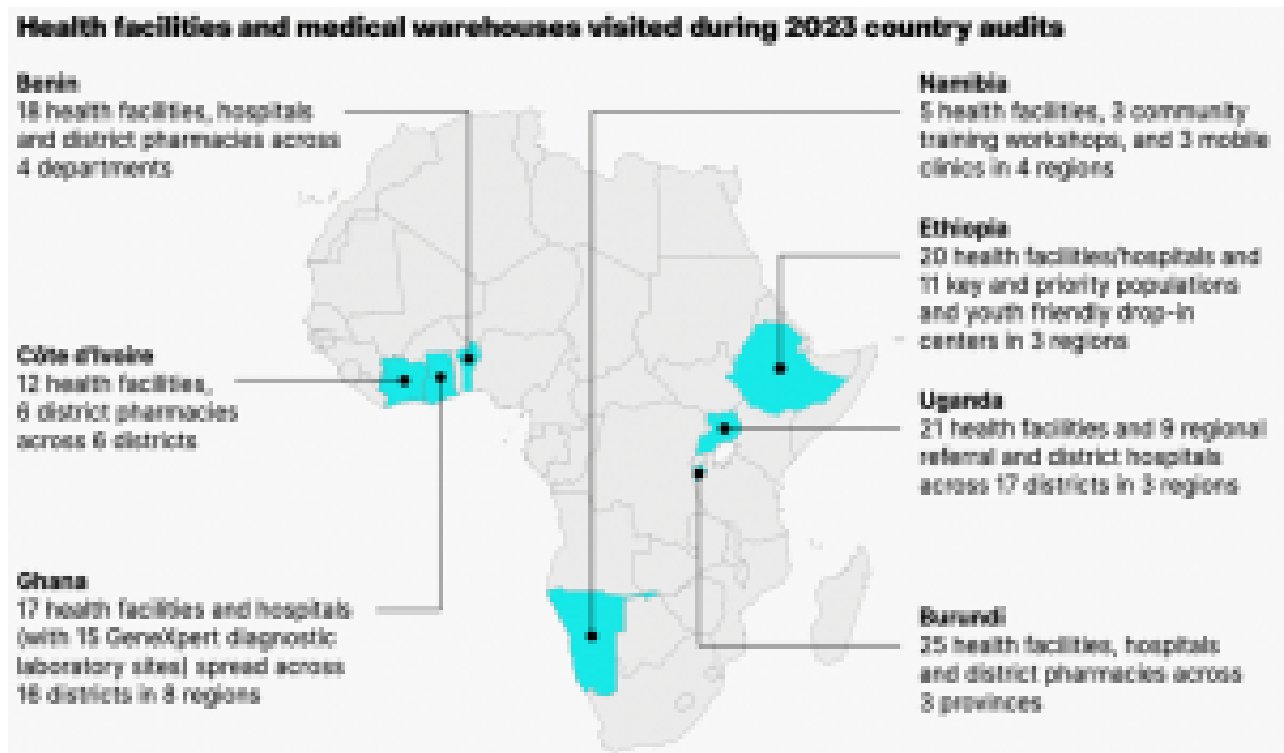 Health facilities and medical warehouses visited during 2023 country audits
Benin
18 health facilities, hospitals
and district pharmacies across
4 departments
Côte d'Ivoire
12 health facilities,
6 district pharmacies
across 6 districts
Ghana
17 health facilities and hospitals
(with 15 GeneXpert diagnostic
laboratory sites) spread across
16 districts in 8 regions
Namibia
5 health facilities, 3 community
training workshops, and 3 mobile
clinics in 4 regions
Ethiopia
20 health facilities/hospitals and
11 key and priority populations
and youth friendly drop-in
centers in 3 regions
Uganda
21 health facilities and 9 regional
referral and district hospitals
across 17 districts in 3 regions
Burundi
25 health facilities, hospitals
and district pharmacies across
3 provinces